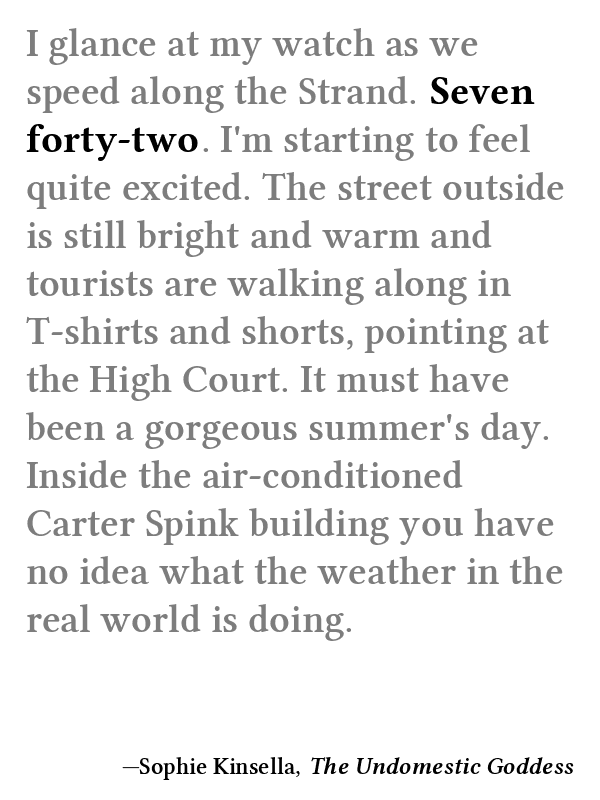 I glance at my watch as we
speed along the Strand. Seven
forty-two. I'm starting to feel
quite excited. The street outside
is still bright and warm and
tourists are walking along in
T-shirts and shorts, pointing at
the High Court. It must have
been a gorgeous summer's day.
Inside the air-conditioned
Carter Spink building you have
no idea what the weather in the
real world is doing.
—Sophie Kinsella, The Undomestic Goddess